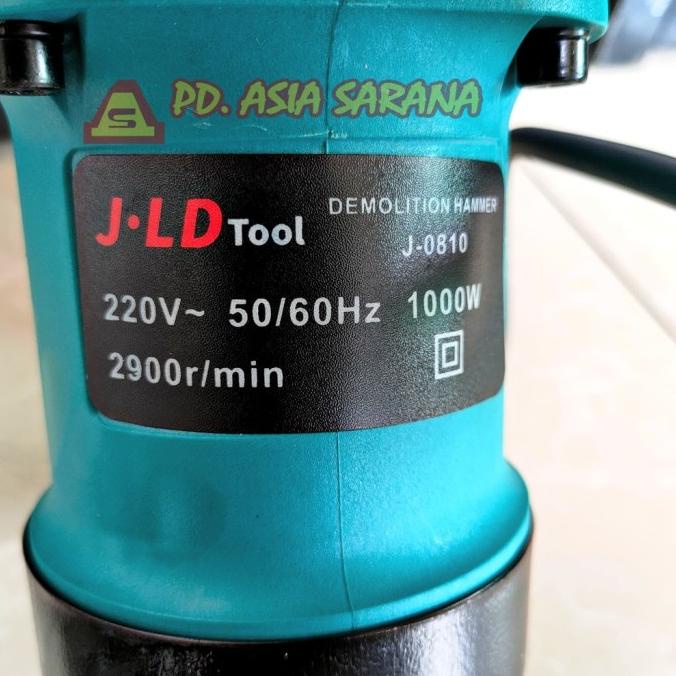 PD. ASIA SARANA
J·LD Tool
DEMOLITION HAMMER
J-0810
220V~ 50/60Hz 1000W
2900r/min